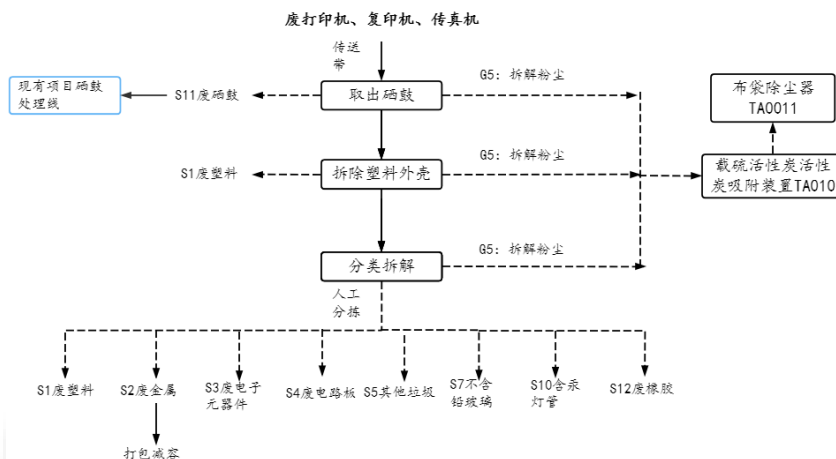 废打印机、复印机、传真机
传送
带
G5: 拆解粉尘
现有项目硒鼓
处理线
S11废硒鼓
取出硒鼓
布袋除尘器
TA0011
G5: 拆解粉尘
S1废塑料
拆除塑料外壳
载硫活性炭活性
炭吸附装置TA010
G5: 拆解粉尘
分类拆解
人工
分拣
S1废塑料
S2废金属
S3废电子
元器件
S4废电路板
S5其他垃圾
S7不含
铅玻璃
S10含汞
灯管
S12废橡胶
打包减容